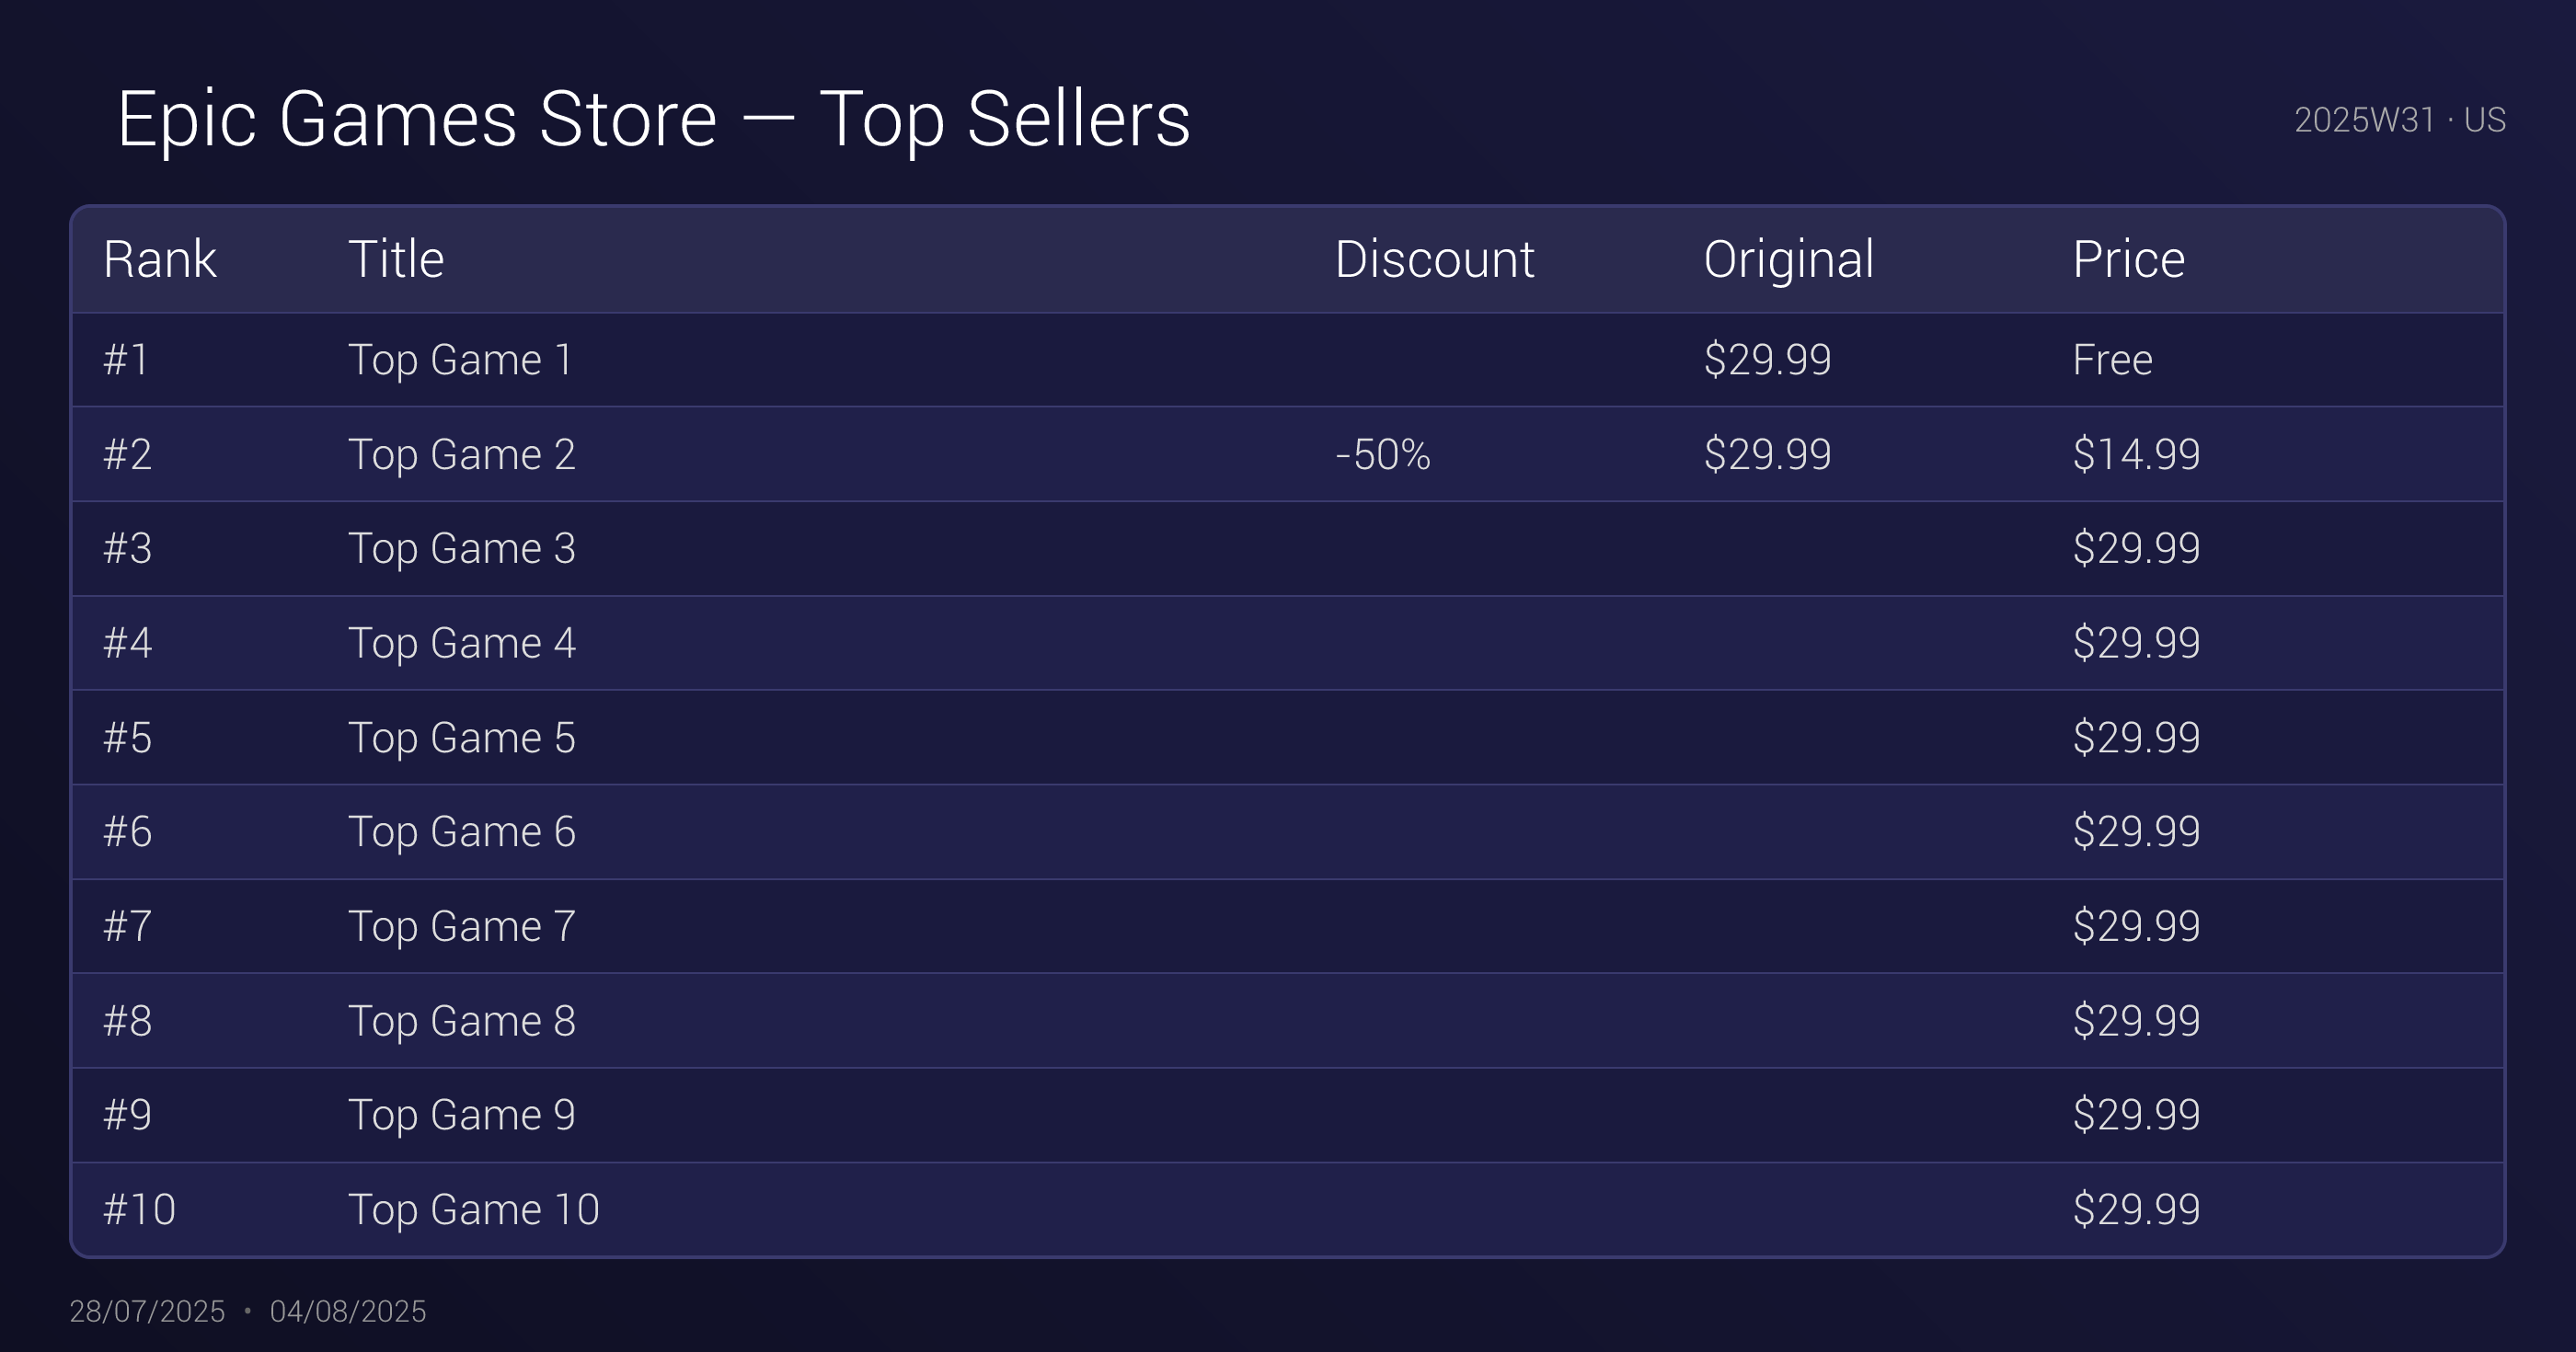 Epic Games Store — Top Sellers
2025W31 · US
Rank Title Discount Original Price
#1 Top Game 1 $29.99 Free
#2 Top Game 2 -50% $29.99 $14.99
#3 Top Game 3 $29.99
#4 Top Game 4 $29.99
#5 Top Game 5 $29.99
#6 Top Game 6 $29.99
#7 Top Game 7 $29.99
#8 Top Game 8 $29.99
#9 Top Game 9 $29.99
#10 Top Game 10 $29.99
28/07/2025 • 04/08/2025